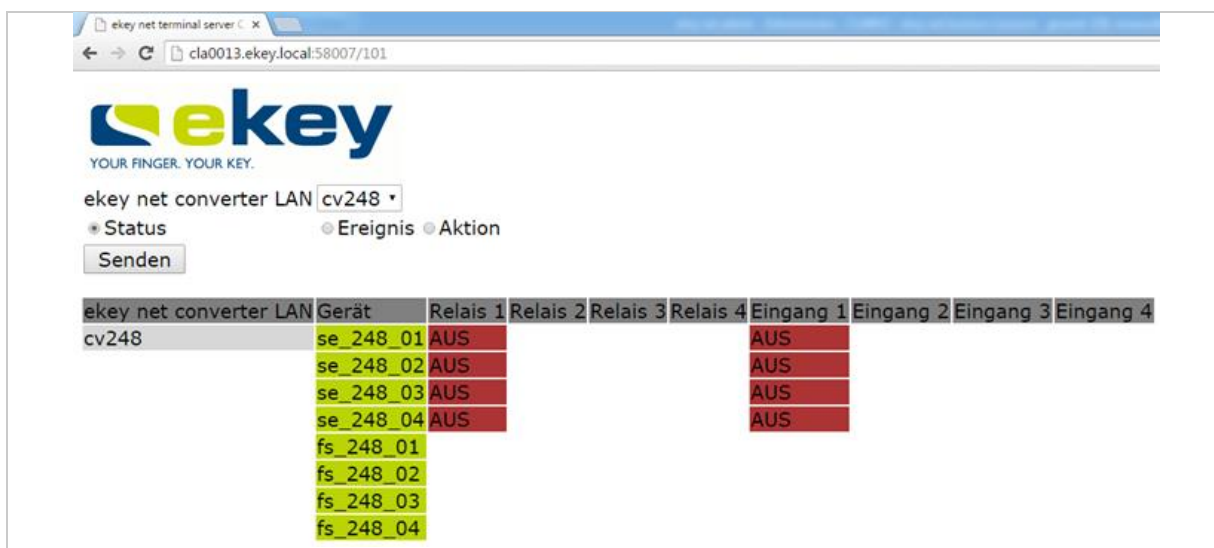 ekey net terminal server C
cla0013.ekey.local:58007/101
ekey
YOUR FINGER. YOUR KEY.
ekey net converter LAN cv248
Status Ereignis Aktion
Senden
ekey net converter LAN Gerät Relais 1 Relais 2 Relais 3 Relais 4 Eingang 1 Eingang 2 Eingang 3 Eingang 4
cv248 se_248_01 AUS AUS
se_248_02 AUS AUS
se_248_03 AUS AUS
se_248_04 AUS AUS
fs_248_01
fs_248_02
fs_248_03
fs_248_04